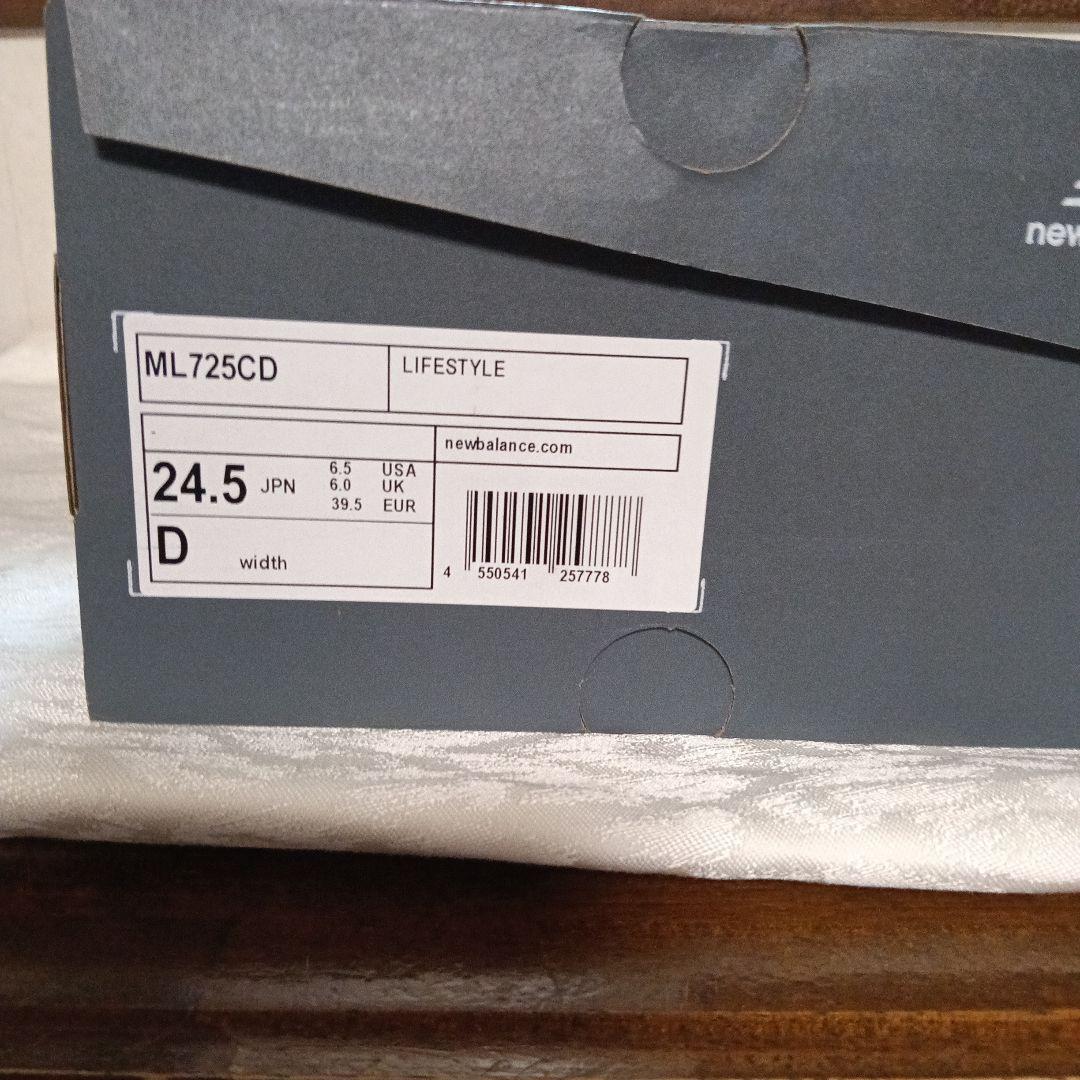 new
ML725CD
LIFESTYLE
-
newbalance.com
24.5 JPN
6.5 USA
6.0 UK
39.5 EUR
D width
4 550541 257778